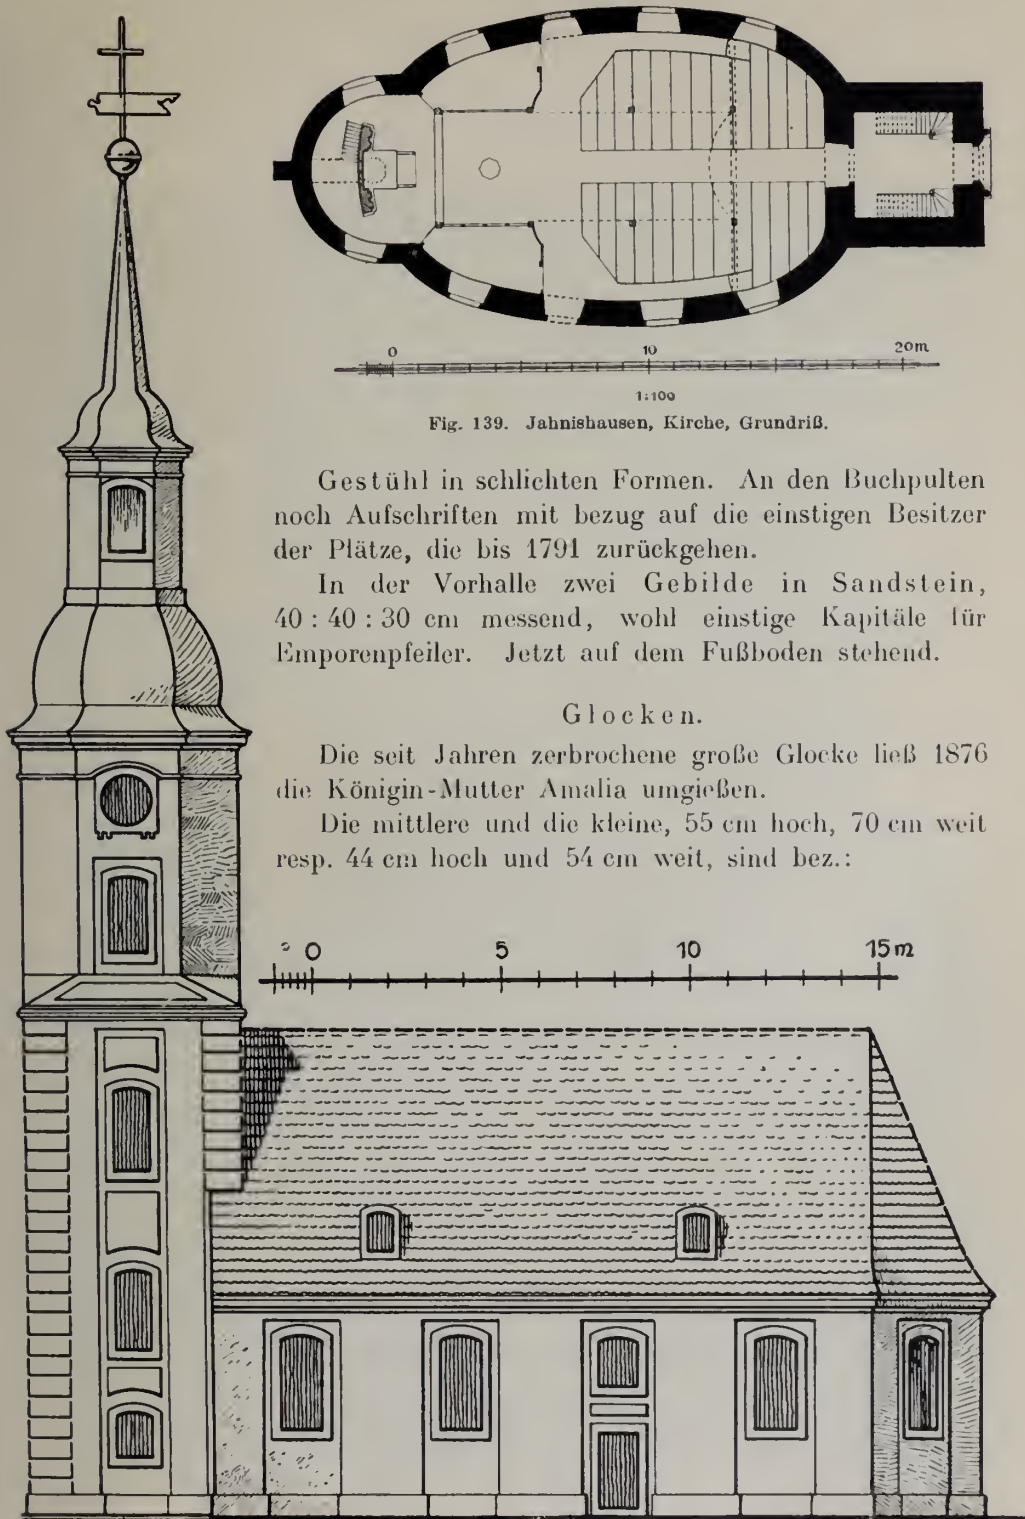 0 10 20m
1:100
Fig. 139. Jahnishausen, Kirche, Grundriß.
Gestühl in schlichten Formen. An den Buchpulten
noch Aufschriften mit bezug auf die einstigen Besitzer
der Plätze, die bis 1791 zurückgehen.
In der Vorhalle zwei Gebilde in Sandstein,
40 : 40 : 30 cm messend, wohl einstige Kapitäle für
Emporenpfeiler. Jetzt auf dem Fußboden stehend.
Glocken.
Die seit Jahren zerbrochene große Glocke ließ 1876
die Königin-Mutter Amalia umgießen.
Die mittlere und die kleine, 55 cm hoch, 70 cm weit
resp. 44 cm hoch und 54 cm weit, sind bez.:
0 5 10 15m